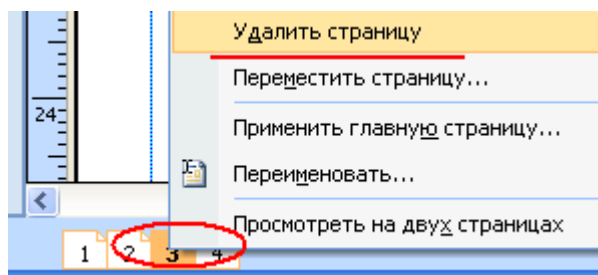 Удалить страницу
Переместить страницу...
24
Применить главную страницу...
Переименовать...
Просмотреть на двух страницах
1 2 3 4